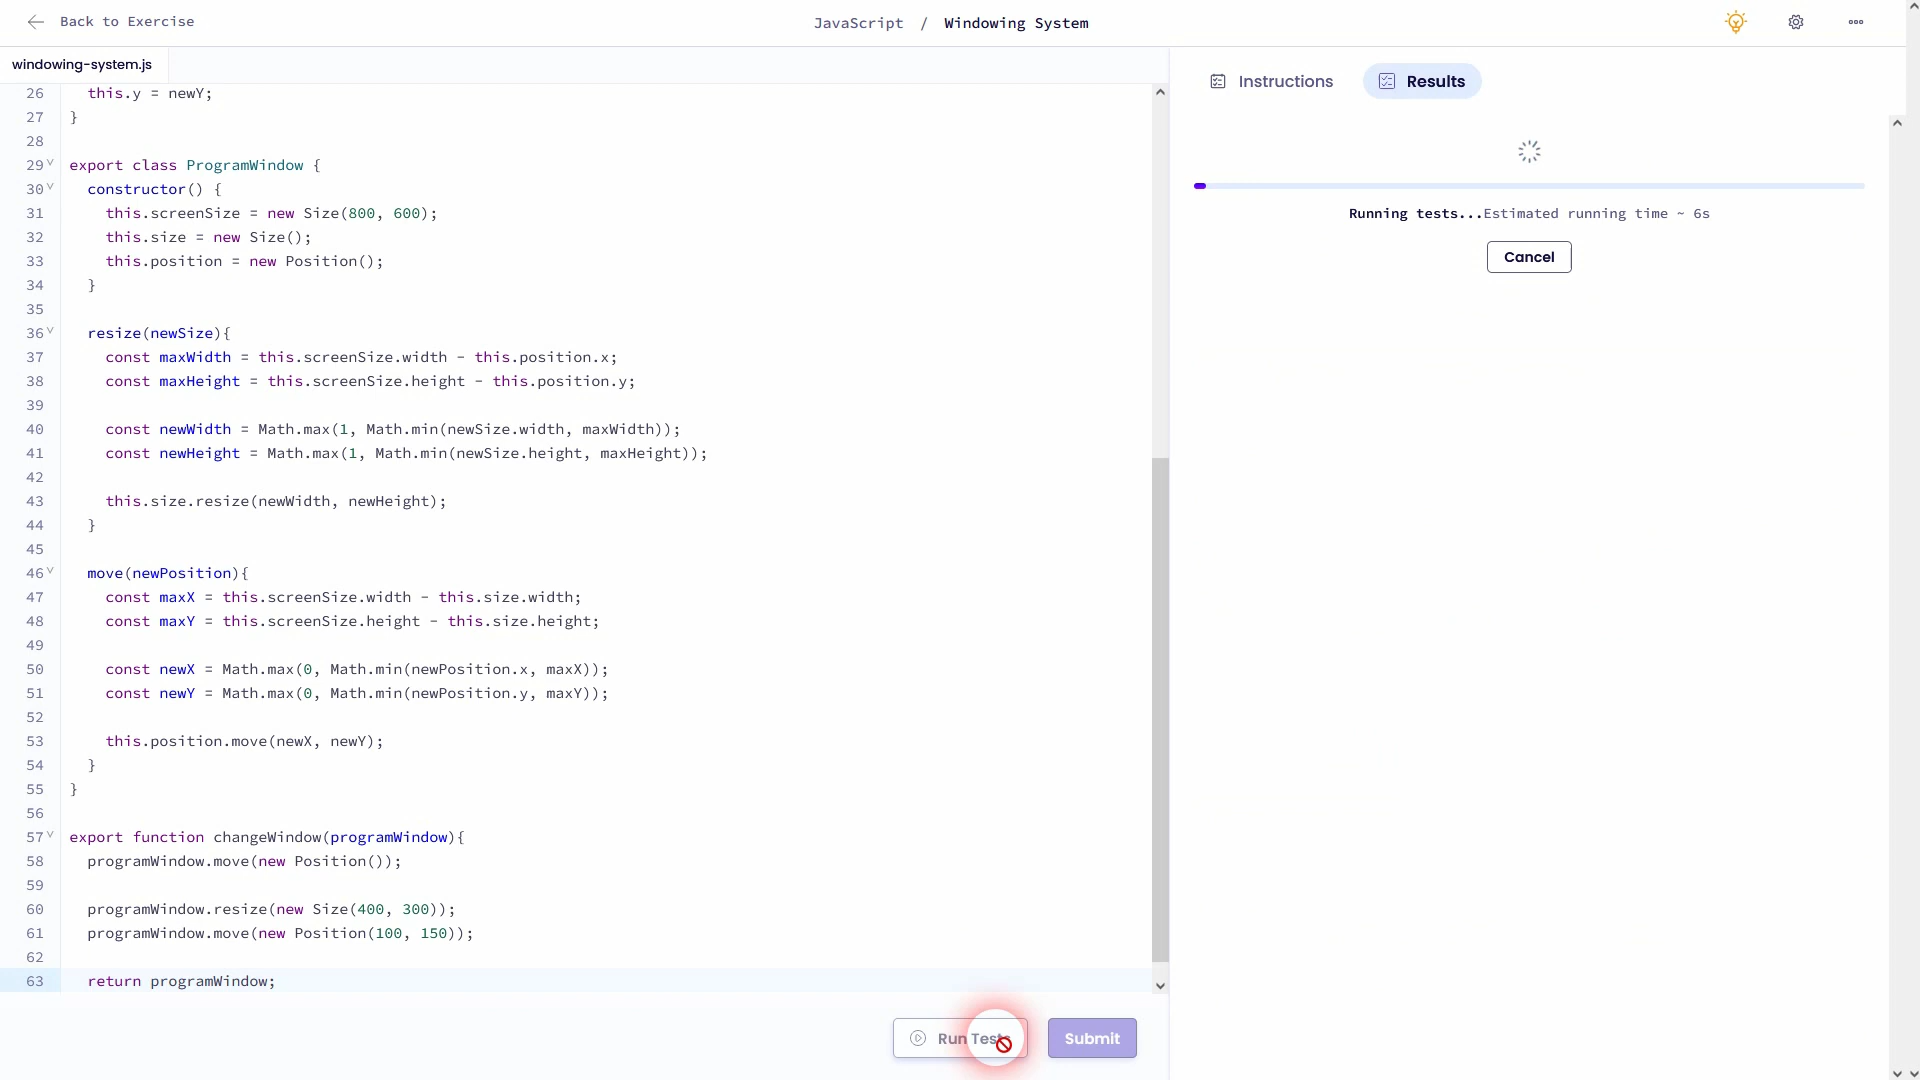 Back to Exercise
JavaScript / Windowing System
windowing-system.js
26 this.y = newY;
27 }
28
29 export class ProgramWindow {
30 constructor() {
31 this.screenSize = new Size(800, 600);
32 this.size = new Size();
33 this.position = new Position();
34 }
35
36 resize(newSize){
37 const maxWidth = this.screenSize.width - this.position.x;
38 const maxHeight = this.screenSize.height - this.position.y;
39
40 const newWidth = Math.max(1, Math.min(newSize.width, maxWidth));
41 const newHeight = Math.max(1, Math.min(newSize.height, maxHeight));
42
43 this.size.resize(newWidth, newHeight);
44 }
45
46 move(newPosition){
47 const maxX = this.screenSize.width - this.size.width;
48 const maxY = this.screenSize.height - this.size.height;
49
50 const newX = Math.max(0, Math.min(newPosition.x, maxX));
51 const newY = Math.max(0, Math.min(newPosition.y, maxY));
52
53 this.position.move(newX, newY);
54 }
55 }
56
57 export function changeWindow(programWindow){
58 programWindow.move(new Position());
59
60 programWindow.resize(new Size(400, 300));
61 programWindow.move(new Position(100, 150));
62
63 return programWindow;
Run Tests
Submit
Instructions
Results
Running tests...Estimated running time ~ 6s
Cancel